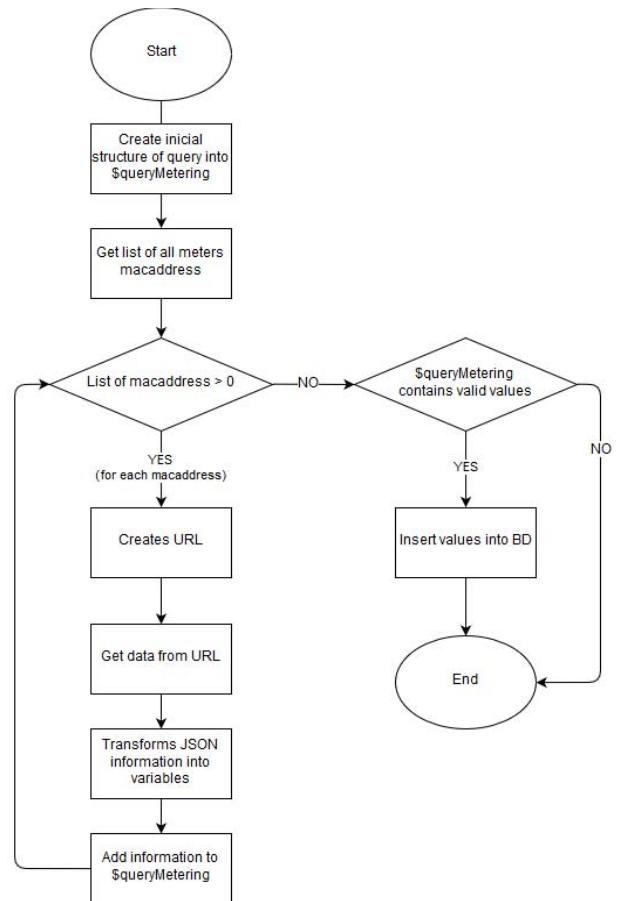 Start
Create inicial
structure of query into
$queryMetering
Get list of all meters
macaddress
List of macaddress > 0
NO
$queryMetering
contains valid values
NO
YES
(for each macaddress)
YES
Creates URL
Insert values into BD
Get data from URL
End
Transforms JSON
information into
variables
Add information to
$queryMetering